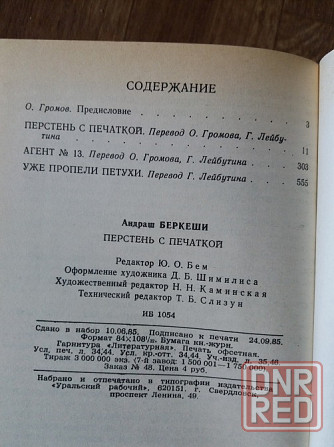 СОДЕРЖАНИЕ
О. Громов. Предисловие . . . . . . . . . 3
ПЕРСТЕНЬ С ПЕЧАТКОЙ. Перевод О. Громова, Г. Лейбу-
тина . . . . . . . . . 11
АГЕНТ № 13. Перевод О. Громова, Г. Лейбутина . . . 303
УЖЕ ПРОПЕЛИ ПЕТУХИ. Перевод Г. Лейбутина . . . 555
Андраш БЕРКЕШИ
ПЕРСТЕНЬ С ПЕЧАТКОЙ
Редактор Ю. О. Бем
Оформление художника Д. Б. Шимилиса
Художественный редактор Н. Н. Каминская
Технический редактор Т. Б. Слизун
ИБ 1054
Сдано в набор 10.06.85. Подписано к печати 24.09.85.
Формат 84×108 1/32. Бумага кн.-журн.
Гарнитура «Литературная». Печать офсетная.
Усл. печ. л. 34,44. Усл. кр.-отт. 34,44. Уч.-изд. л. 35,46.
Тираж 3 000 000 экз. (7-й завод: 1 500 001—1 750 000)
Заказ № 48. Цена 4 руб.
Набрано и отпечатано в типографии издательства
«Уральский рабочий», 620151, г. Свердловск,
проспект Ленина, 49.
DNR
RED